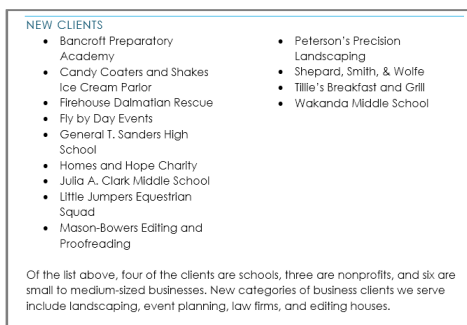 NEW CLIENTS
• Bancroft Preparatory
Academy
• Candy Coaters and Shakes
Ice Cream Parlor
• Firehouse Dalmatian Rescue
• Fly by Day Events
• General T. Sanders High
School
• Homes and Hope Charity
• Julia A. Clark Middle School
• Little Jumpers Equestrian
Squad
• Mason-Bowers Editing and
Proofreading
• Peterson’s Precision
Landscaping
• Shepard, Smith, & Wolfe
• Tillie’s Breakfast and Grill
• Wakanda Middle School
Of the list above, four of the clients are schools, three are nonprofits, and six are
small to medium-sized businesses. New categories of business clients we serve
include landscaping, event planning, law firms, and editing houses.